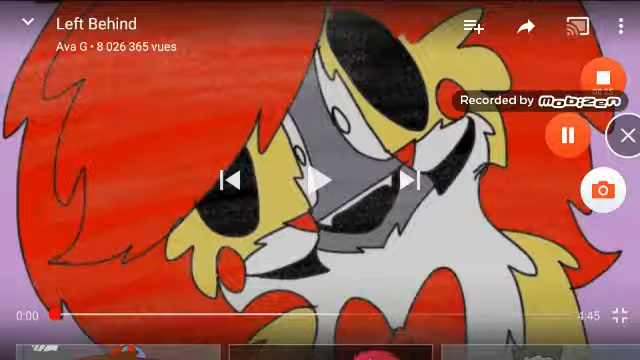 Left Behind
Ava G • 8 026 365 vues
Recorded by MOBIZEN
0:00
4:45